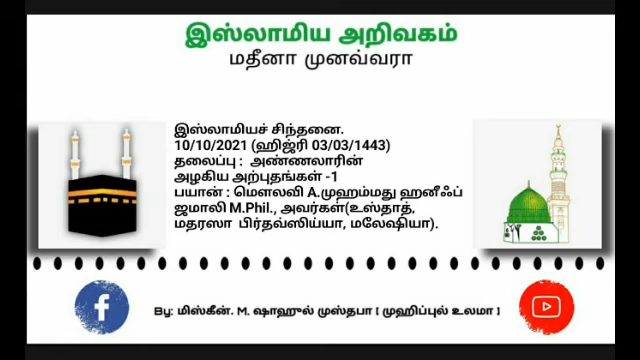 இஸ்லாமிய அறிவகம்
மதீனா முனவ்வரா
இஸ்லாமியச் சிந்தனை.
10/10/2021 (ஹிஜ்ரி 03/03/1443)
தலைப்பு : அண்ணலாரின்
அழகிய அற்புதங்கள் -1
பயான் : மௌலவி A.முஹம்மது ஹனீஃப்
ஜமாலி M.Phil., அவர்கள்(உஸ்தாத்,
மதரஸா பிர்தவ்ஸிய்யா, மலேஷியா).
By: மிஸ்கீன். M. ஷாஹுல் முஸ்தபா [ முஹிப்புல் உலமா ]